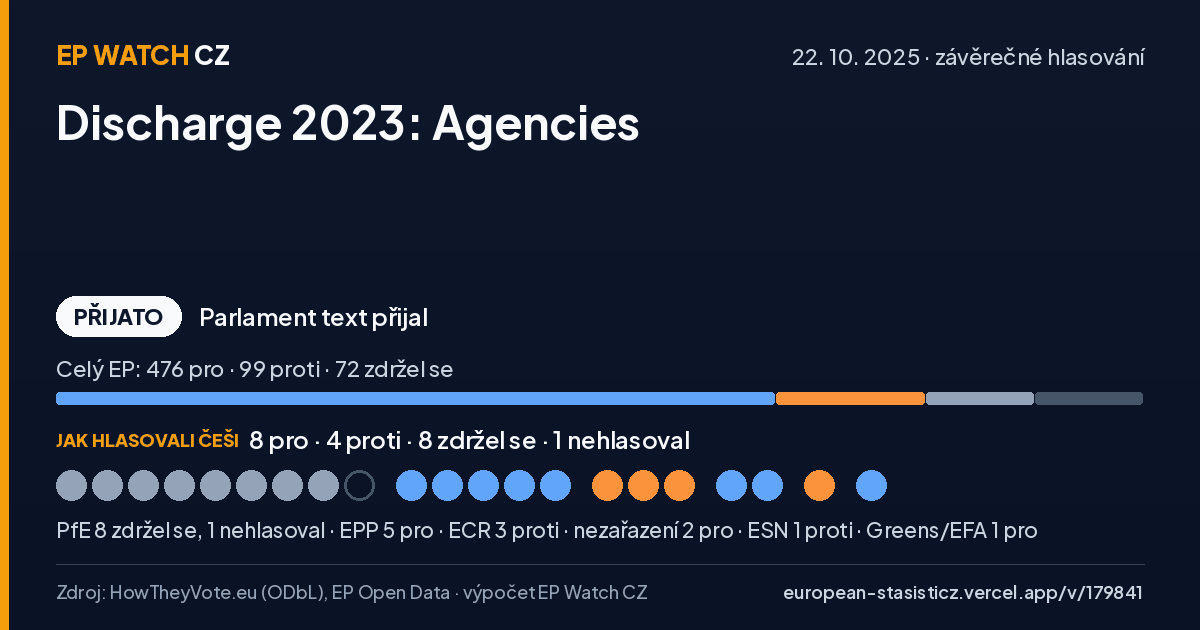 EP WATCH CZ
22. 10. 2025 · závěrečné hlasování
Discharge 2023: Agencies
PŘIJATO Parlament text přijal
Celý EP: 476 pro · 99 proti · 72 zdržel se
JAK HLASOVALI ČEŠI 8 pro · 4 proti · 8 zdržel se · 1 nehlasoval
PfE 8 zdržel se, 1 nehlasoval · EPP 5 pro · ECR 3 proti · nezařazení 2 pro · ESN 1 proti · Greens/EFA 1 pro
Zdroj: HowTheyVote.eu (ODbL), EP Open Data · výpočet EP Watch CZ
european-stasisticz.vercel.app/v/179841